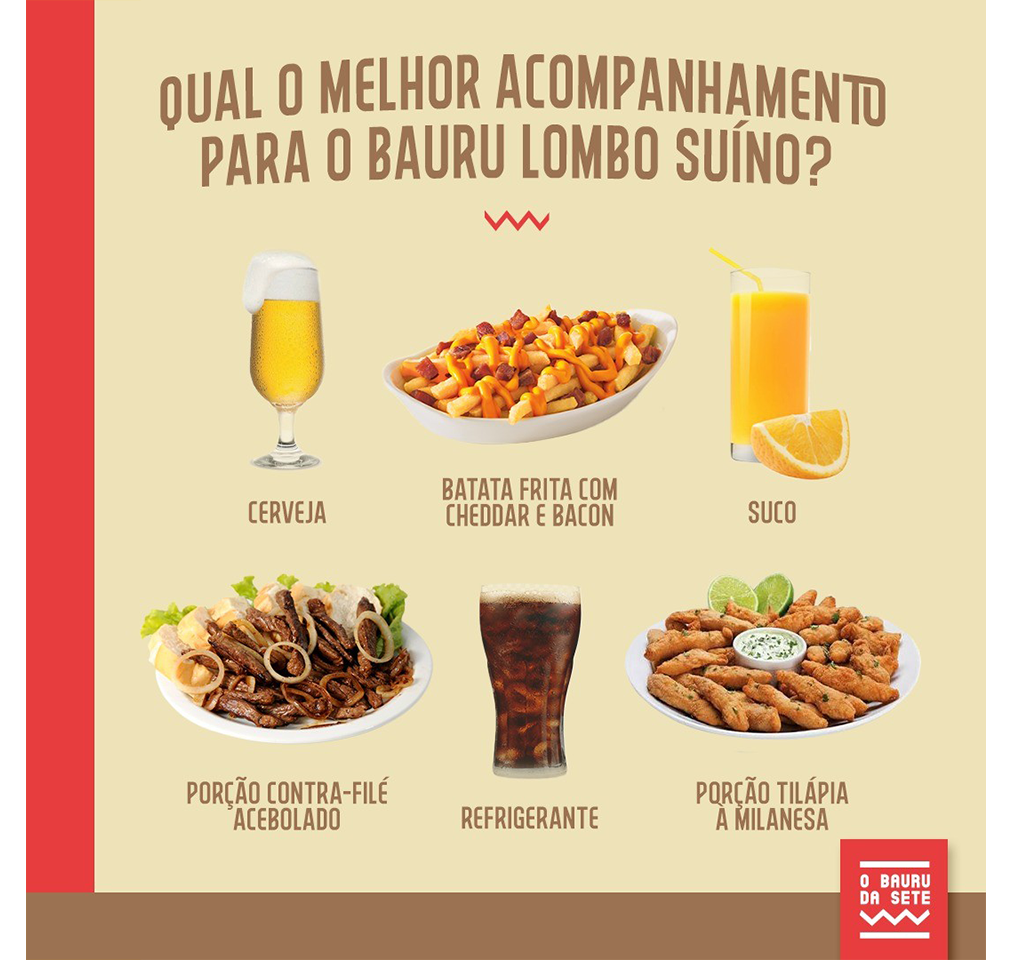 QUAL O MELHOR ACOMPANHAMENTO
PARA O BAURU LOMBO SUÍNO?
CERVEJA
BATATA FRITA COM
CHEDDAR E BACON
SUCO
PORÇÃO CONTRA-FILÉ
ACEBOLADO
REFRIGERANTE
PORÇÃO TILÁPIA
À MILANESA
O BAURU
DA SETE